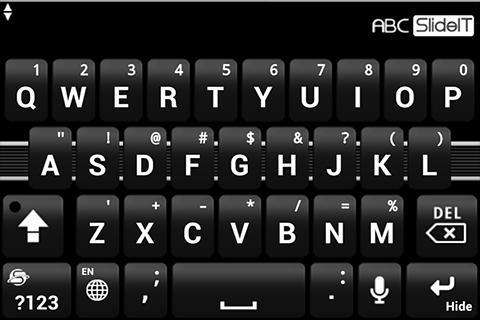 ABC SlideIT
1 2 3 4 5 6 7 8 9 0
Q W E R T Y U I O P
" ! @ # $ & ? ( )
A S D F G H J K L
' + - * / = % DEL
Z X C V B N M
EN ; :
?123 , . Hide